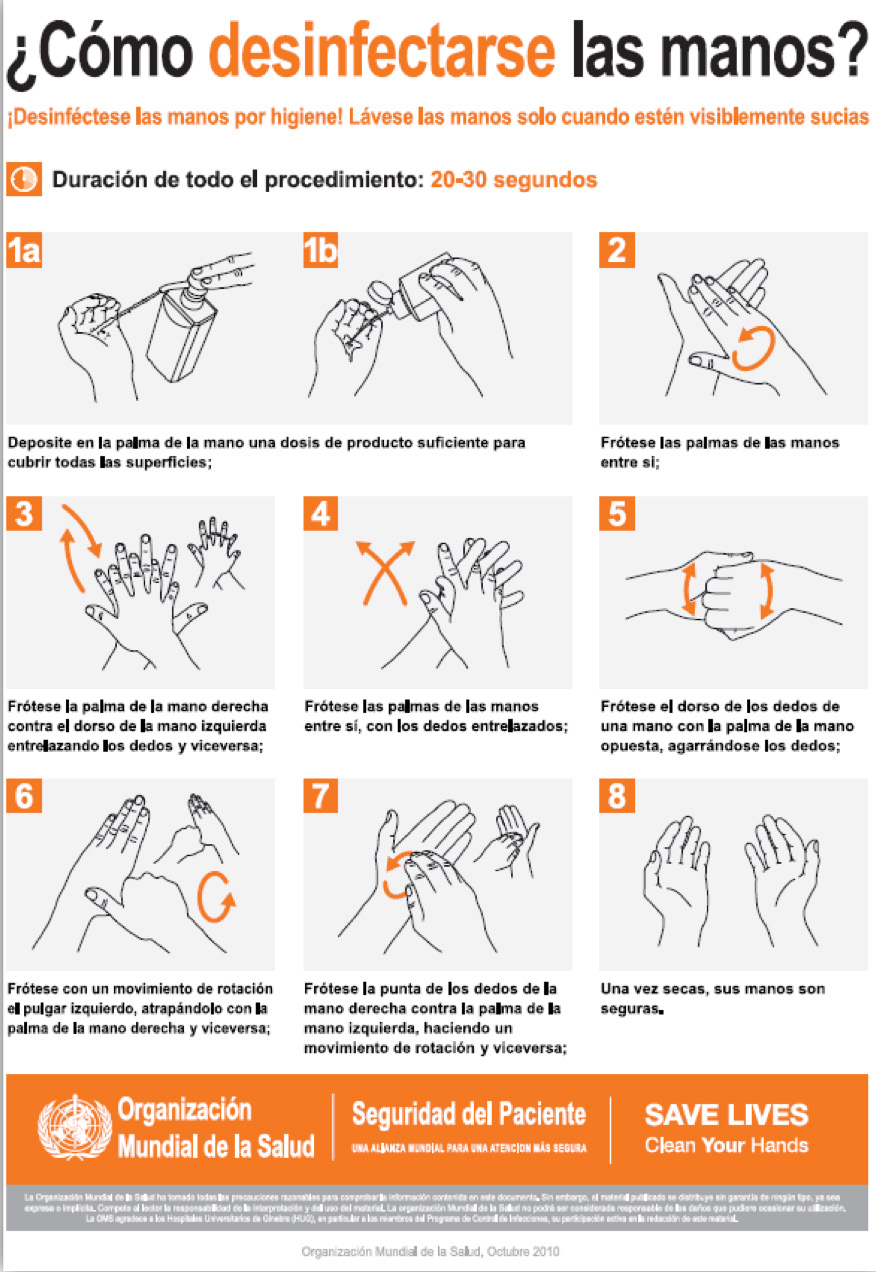 ¿Cómo desinfectarse las manos?
¡Desinféctese las manos por higiene! Lávese las manos solo cuando estén visiblemente sucias
Duración de todo el procedimiento: 20-30 segundos
1a
1b
Deposite en la palma de la mano una dosis de producto suficiente para
cubrir todas las superficies;
2
Frótese las palmas de las manos
entre si;
3
Frótese la palma de la mano derecha
contra el dorso de la mano izquierda
entrelazando los dedos y viceversa;
4
Frótese las palmas de las manos
entre sí, con los dedos entrelazados;
5
Frótese el dorso de los dedos de
una mano con la palma de la mano
opuesta, agarrándose los dedos;
6
Frótese con un movimiento de rotación
el pulgar izquierdo, atrapándolo con la
palma de la mano derecha y viceversa;
7
Frótese la punta de los dedos de la
mano derecha contra la palma de la
mano izquierda, haciendo un
movimiento de rotación y viceversa;
8
Una vez secas, sus manos son
seguras.
Organización
Mundial de la Salud
Seguridad del Paciente
UNA ALIANZA MUNDIAL PARA UNA ATENCION MÁS SEGURA
SAVE LIVES
Clean Your Hands
La Organización Mundial de la Salud ha tomado todas las precauciones razonables para comprobar la información contenida en este documento. Sin embargo, el material publicado se distribuye sin garantía de ningún tipo, ya sea
expresa o implícita. Compete al lector la responsabilidad de la interpretación y del uso del material. La organización Mundial de la Salud no podrá ser considerada responsable de los daños que pudiere ocasionar su utilización.
La OMS agradece a los Hospitales Universitarios de Ginebra (HUG), en particular a los miembros del Programa de Control de Infecciones, su participación activa en la redacción de este material.
Organización Mundial de la Salud, Octubre 2010